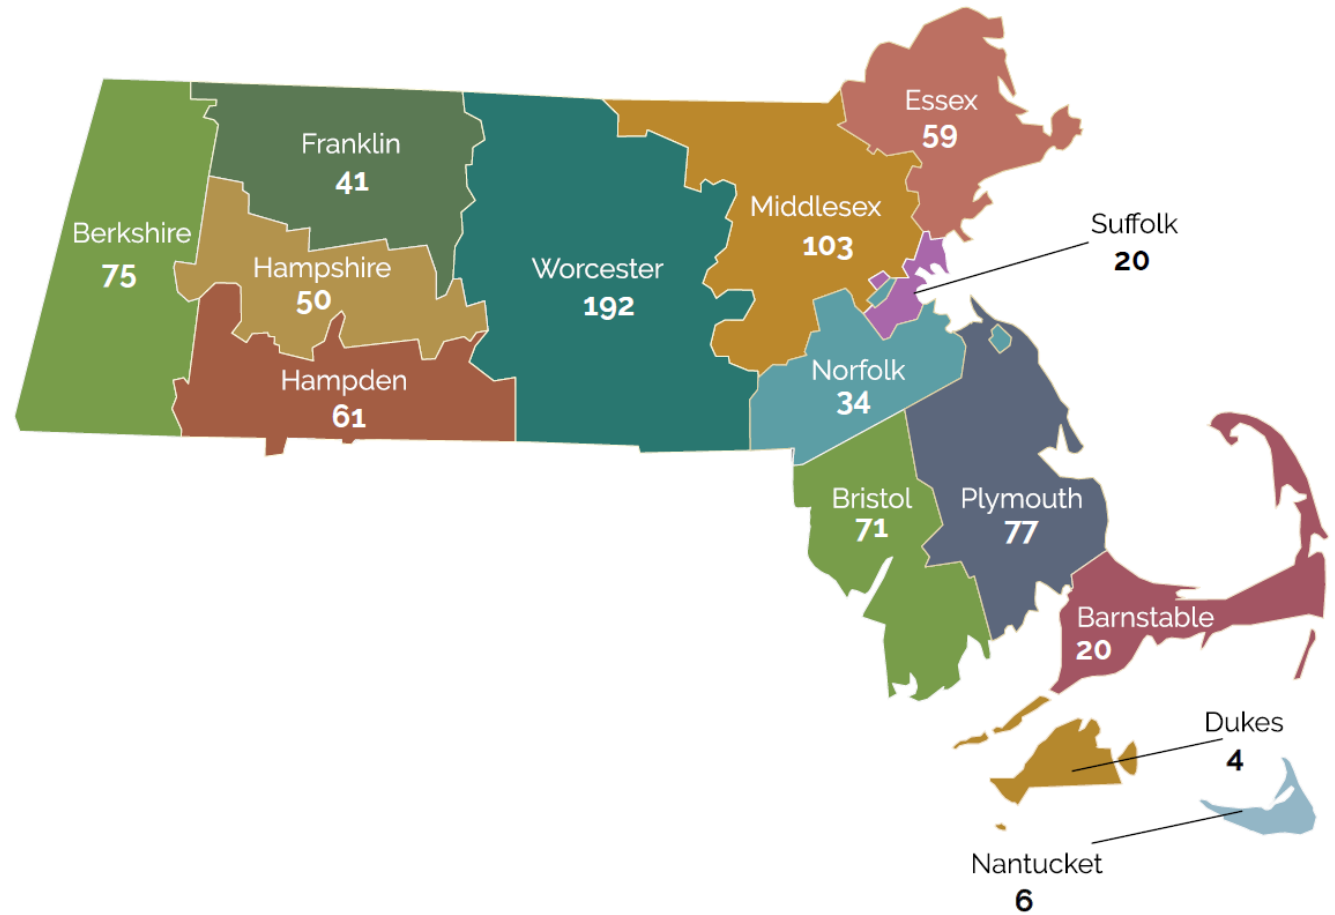 Essex
59
Franklin
41
Middlesex
103
Suffolk
20
Berkshire
75
Hampshire
50
Worcester
192
Hampden
61
Norfolk
34
Bristol
71
Plymouth
77
Barnstable
20
Dukes
4
Nantucket
6